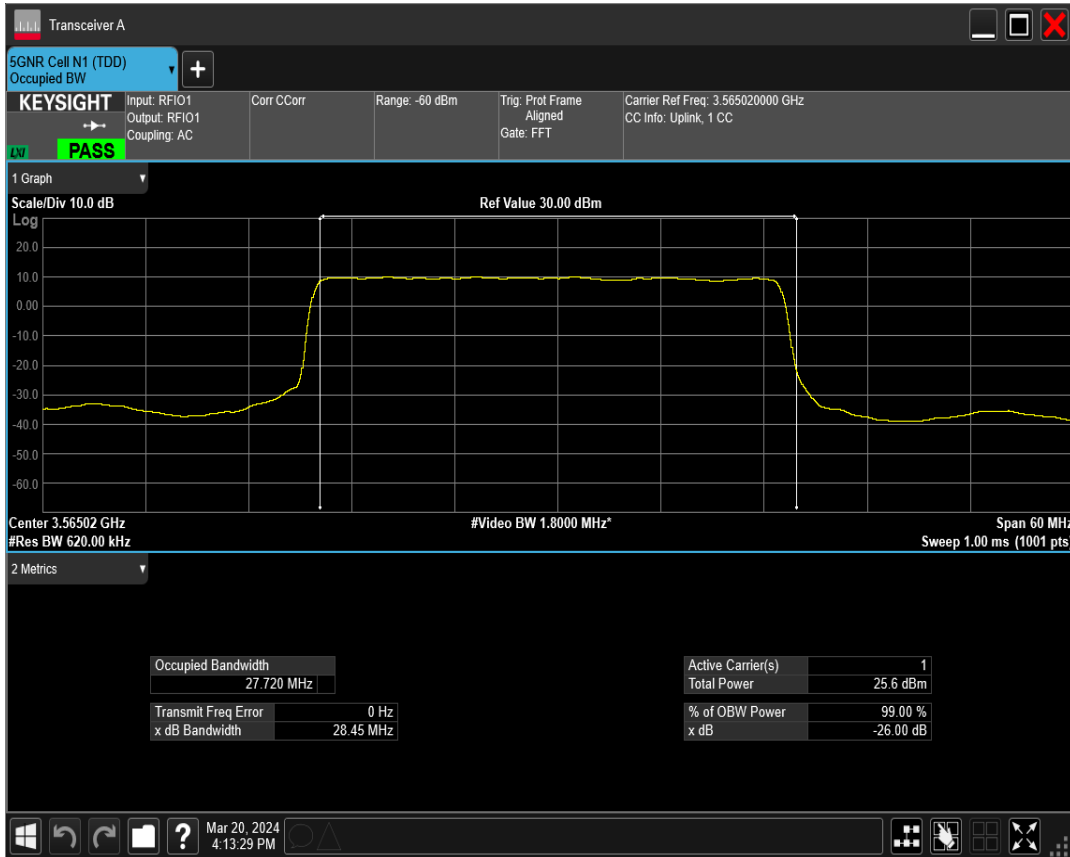 Transceiver A
5GNR Cell N1 (TDD)
Occupied BW
+
KEYSIGHT
LXI
PASS
Input: RFIO1
Output: RFIO1
Coupling: AC
Corr CCorr
Range: -60 dBm
Trig: Prot Frame
Aligned
Gate: FFT
Carrier Ref Freq: 3.565020000 GHz
CC Info: Uplink, 1 CC
1 Graph
Scale/Div 10.0 dB
Ref Value 30.00 dBm
Log
20.0
10.0
0.00
-10.0
-20.0
-30.0
-40.0
-50.0
-60.0
Center 3.56502 GHz
#Video BW 1.8000 MHz*
Span 60 MHz
#Res BW 620.00 kHz
Sweep 1.00 ms (1001 pts)
2 Metrics
Occupied Bandwidth
27.720 MHz
Transmit Freq Error 0 Hz
x dB Bandwidth 28.45 MHz
Active Carrier(s) 1
Total Power 25.6 dBm
% of OBW Power 99.00 %
x dB -26.00 dB
?
Mar 20, 2024
4:13:29 PM